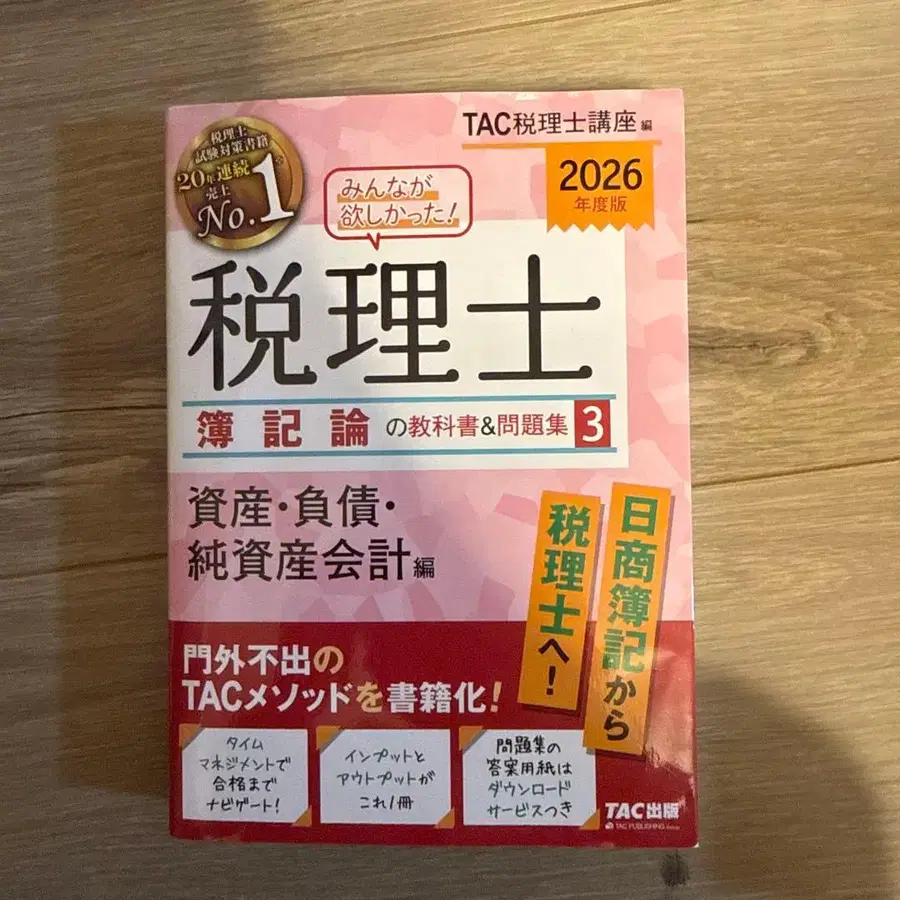 TAC税理士講座 編
税理士
試験対策書籍
20年連続
売上
No.1
みんなが
欲しかった!
2026
年度版
税理士
簿記論の教科書&問題集3
資産・負債・
純資産会計編
日商簿記から
税理士へ!
門外不出の
TACメソッドを書籍化!
タイム
マネジメントで
合格まで
ナビゲート!
インプットと
アウトプットが
これ1冊
問題集の
答案用紙は
ダウンロード
サービスつき
TAC出版
TAC PUBLISHING Group